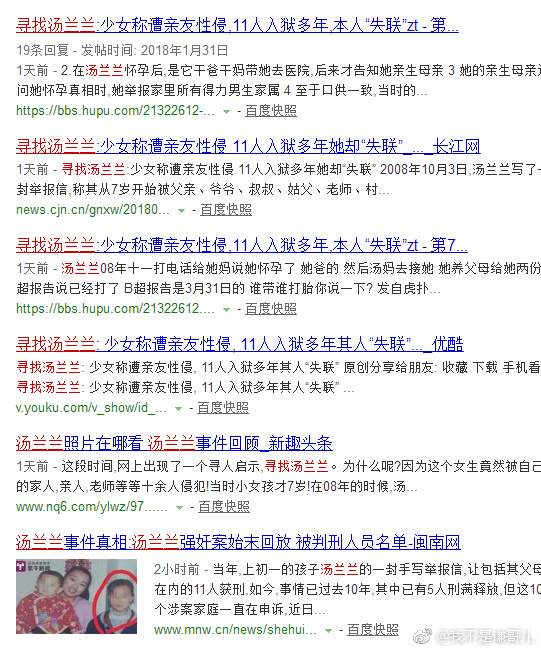 寻找汤兰兰:少女称遭亲友性侵,11人入狱多年,本人“失联”zt - 第...
19条回复 - 发帖时间: 2018年1月31日
1天前 - 2.在汤兰兰怀孕后,是它干爸干妈带她去医院,后来才告知她亲生母亲 3 她的亲生母亲
问她怀孕真相时,她举报家里所有得力男生家属 4 至于口供一致,当时的...
https://bbs.hupu.com/21322612-... - 百度快照
寻找汤兰兰:少女称遭亲友性侵 11人入狱多年她却“失联”_..._长江网
1天前 - 寻找汤兰兰:少女称遭亲友性侵 11人入狱多年她却“失联” 2008年10月3日,汤兰兰写了一
封举报信,称其从7岁开始被父亲、爷爷、叔叔、姑父、老师、村...
news.cjn.cn/gnxw/20180... - 百度快照
寻找汤兰兰:少女称遭亲友性侵,11人入狱多年,本人“失联”zt - 第7...
1天前 - 汤兰兰08年十一打电话给她妈说她怀孕了 她爸的 然后汤妈去接她 她养父母给她两份
超报告说已经打了 B超报告是3月31日的 谁带谁打胎你说一下? 发自虎扑...
https://bbs.hupu.com/21322612.... - 百度快照
寻找汤兰兰: 少女称遭亲友性侵, 11人入狱多年其人“失联”..._优酷
寻找汤兰兰: 少女称遭亲友性侵, 11人入狱多年其人“失联” 原创分享给朋友: 收藏 下载 手机看
寻找汤兰兰: 少女称遭亲友性侵, 11人入狱多年其人“失联” ...
v.youku.com/v_show/id_... - 百度快照
汤兰兰照片在哪看 汤兰兰事件回顾_新趣头条
1天前 - 这段时间,网上出现了一个寻人启示,寻找汤兰兰。为什么呢?因为这个女生竟然被自己
的家人,亲人,老师等等十余人侵犯!当时小女孩才7岁!在08年的时候,汤...
www.nq6.com/ylwz/97...... - 百度快照
汤兰兰事件真相:汤兰兰强奸案始末回放 被判刑人员名单-闽南网
2小时前 - 当年,上初一的孩子汤兰兰的一封手写举报信,让包括其父母
在内的11人获刑,如今,事情已过去10年,其中已有5人刑满释放,但这10
个涉案家庭一直在申诉,近日...
www.mnw.cn/news/shehui... - 百度快照
@我不是槤哥儿